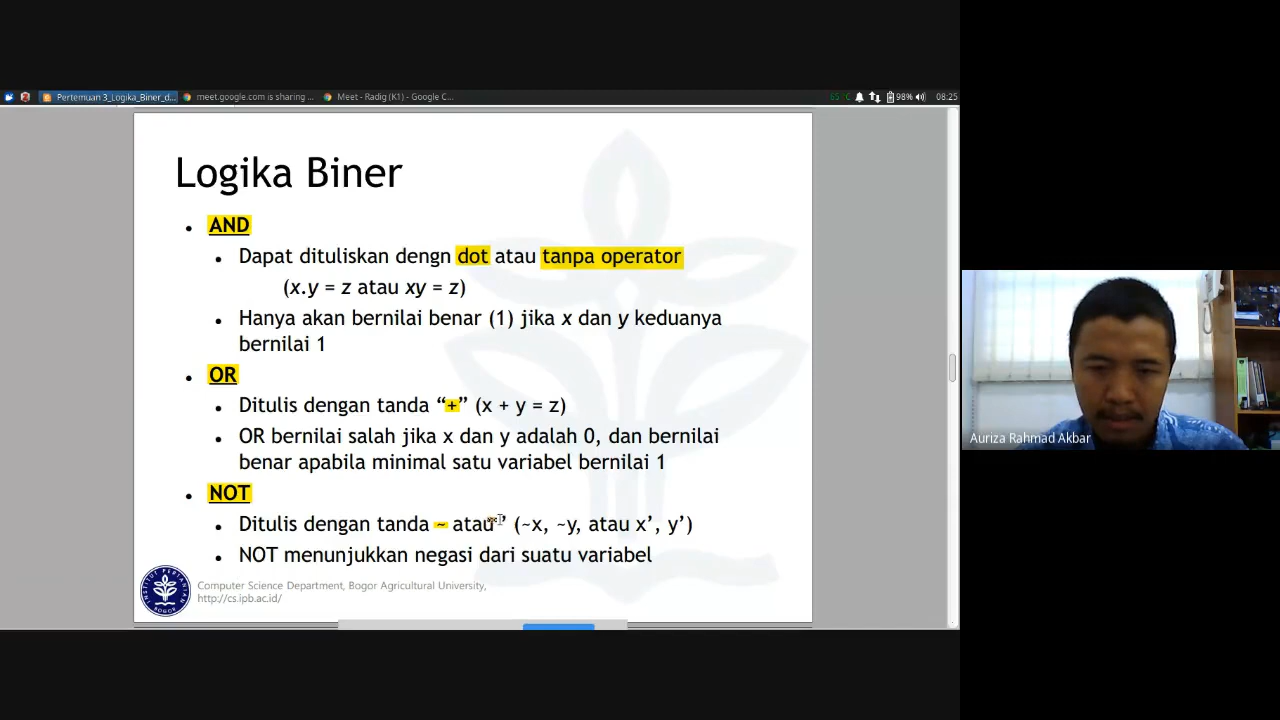 Pertemuan 3_Logika_Biner_d...
meet.google.com is sharing ...
Meet - Radig (K1) - Google C...
65°C
98%
08:25
Logika Biner
AND
Dapat dituliskan dengn dot atau tanpa operator
(x.y = z atau xy = z)
Hanya akan bernilai benar (1) jika x dan y keduanya
bernilai 1
OR
Ditulis dengan tanda “+” (x + y = z)
OR bernilai salah jika x dan y adalah 0, dan bernilai
benar apabila minimal satu variabel bernilai 1
NOT
Ditulis dengan tanda ~ atau ’ (~x, ~y, atau x’, y’)
NOT menunjukkan negasi dari suatu variabel
INSTITUT PERTANIAN
BOGOR
Computer Science Department, Bogor Agricultural University,
http://cs.ipb.ac.id/
Auriza Rahmad Akbar